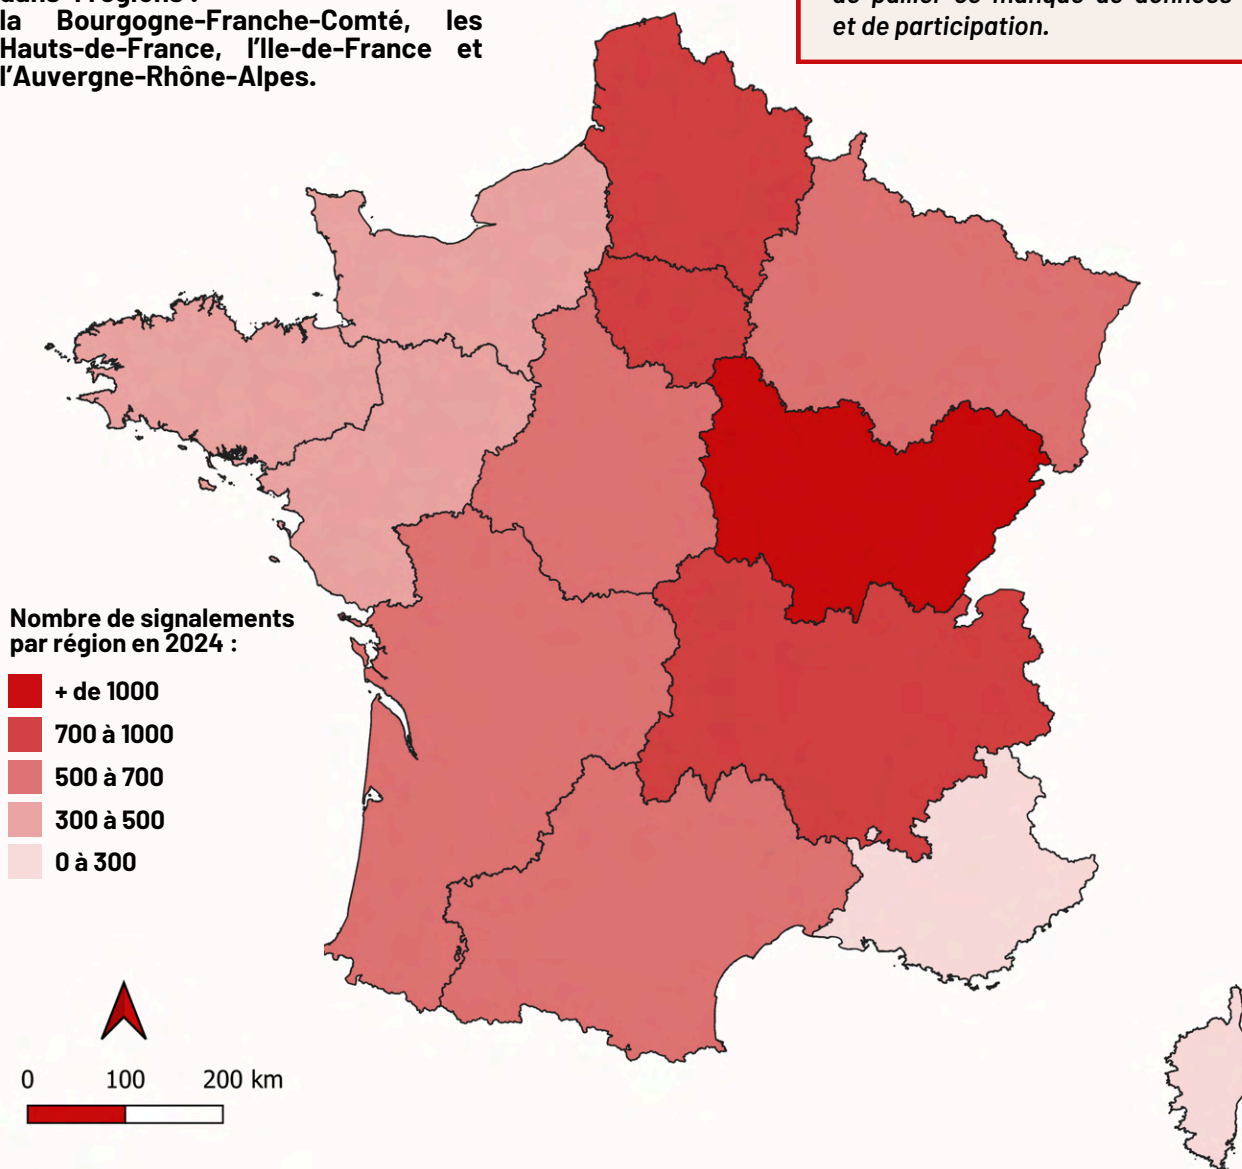 la Bourgogne-Franche-Comté, les
Hauts-de-France, l'Ile-de-France et
l'Auvergne-Rhône-Alpes.
et de participation.
Nombre de signalements
par région en 2024 :
+ de 1000
700 à 1000
500 à 700
300 à 500
0 à 300
0 100 200 km